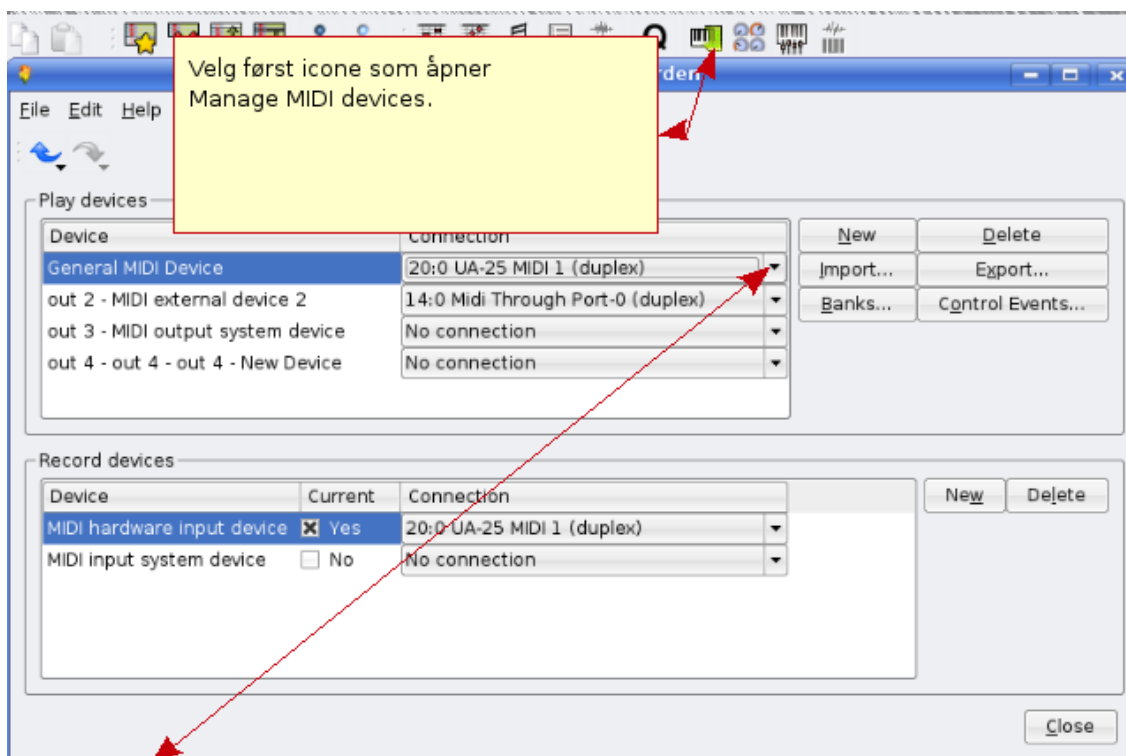 Velg først icone som åpner
Manage MIDI devices.
File Edit Help
Play devices
Device Connection
General MIDI Device 20:0 UA-25 MIDI 1 (duplex)
out 2 - MIDI external device 2 14:0 Midi Through Port-0 (duplex)
out 3 - MIDI output system device No connection
out 4 - out 4 - out 4 - New Device No connection
New Delete
Import... Export...
Banks... Control Events...
Record devices
Device Current Connection
MIDI hardware input device Yes 20:0 UA-25 MIDI 1 (duplex)
MIDI input system device No No connection
New Delete
Close